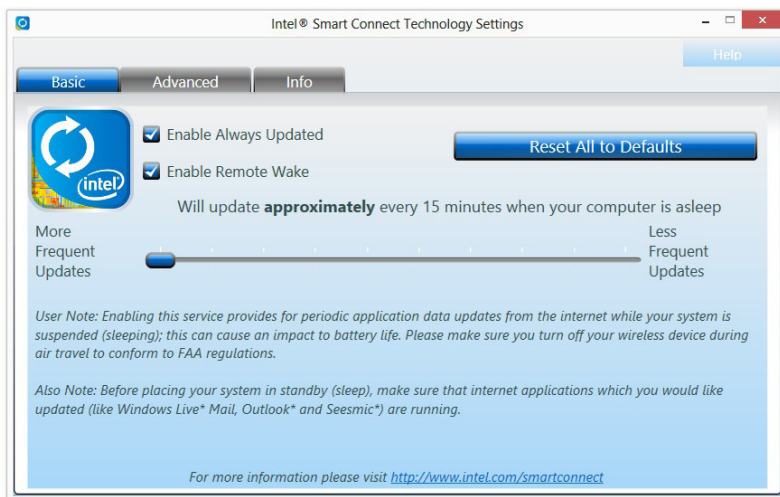 Intel® Smart Connect Technology Settings
Help
Basic Advanced Info
Enable Always Updated
Reset All to Defaults
Enable Remote Wake
intel
Will update approximately every 15 minutes when your computer is asleep
More
Frequent
Updates
Less
Frequent
Updates
User Note: Enabling this service provides for periodic application data updates from the internet while your system is
suspended (sleeping); this can cause an impact to battery life. Please make sure you turn off your wireless device during
air travel to conform to FAA regulations.
Also Note: Before placing your system in standby (sleep), make sure that internet applications which you would like
updated (like Windows Live* Mail, Outlook* and Seesmic*) are running.
For more information please visit http://www.intel.com/smartconnect